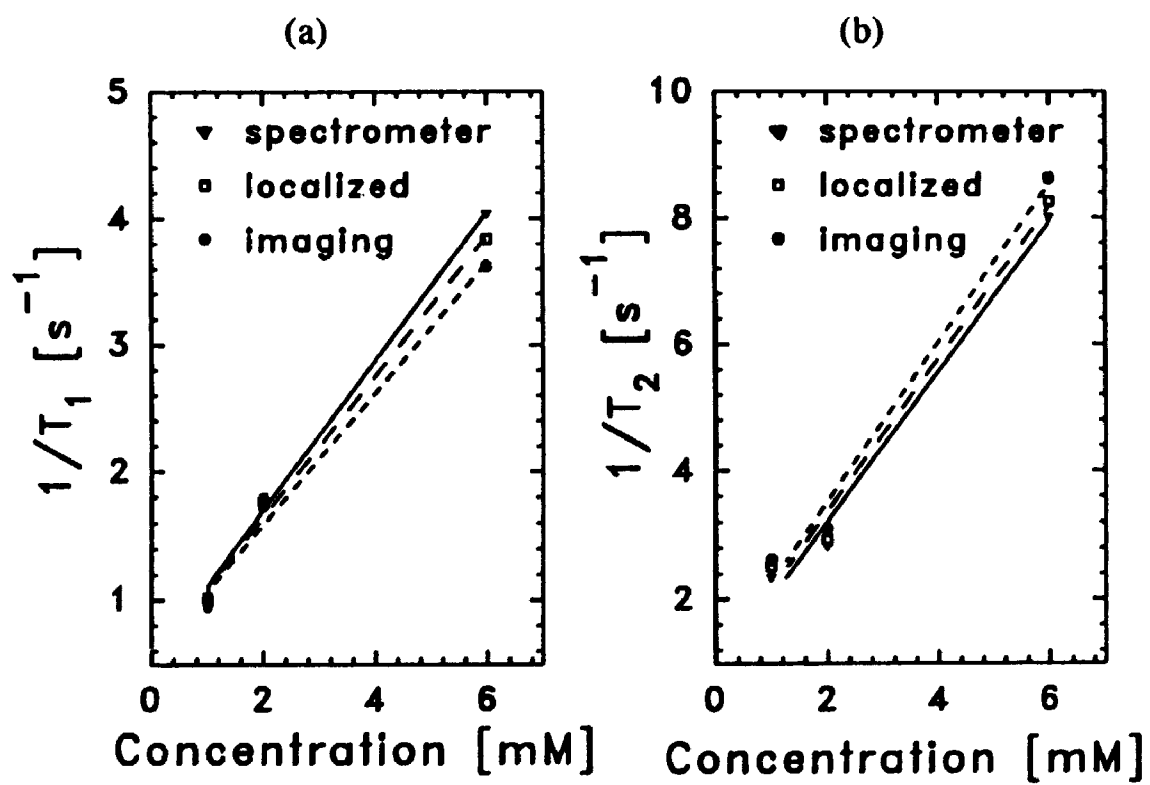 (a)
5
4
3
2
1
0 2 4 6
1/T1 [s−1]
Concentration [mM]
spectrometer
localized
imaging
(b)
10
8
6
4
2
0 2 4 6
1/T2 [s−1]
Concentration [mM]
spectrometer
localized
imaging